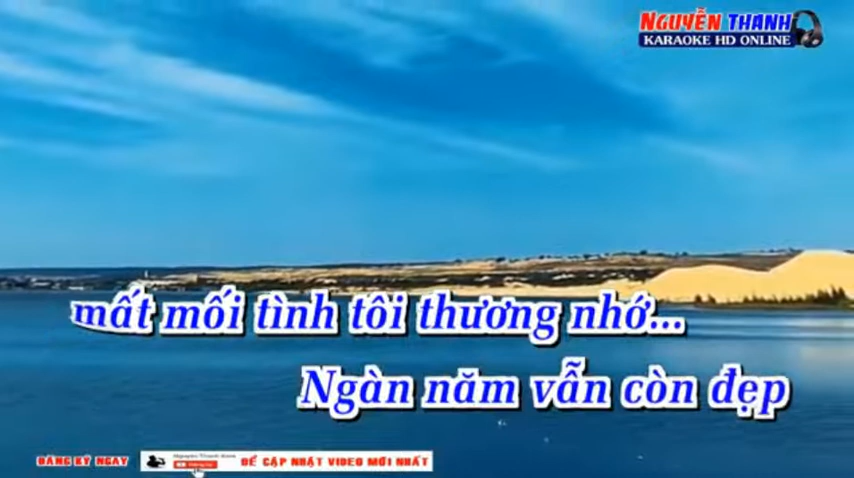 NGUYỄN THANH
KARAOKE HD ONLINE
mất mối tình tôi thương nhớ...
Ngàn năm vẫn còn đẹp
ĐĂNG KÝ NGAY
ĐỂ CẬP NHẬT VIDEO MỚI NHẤT